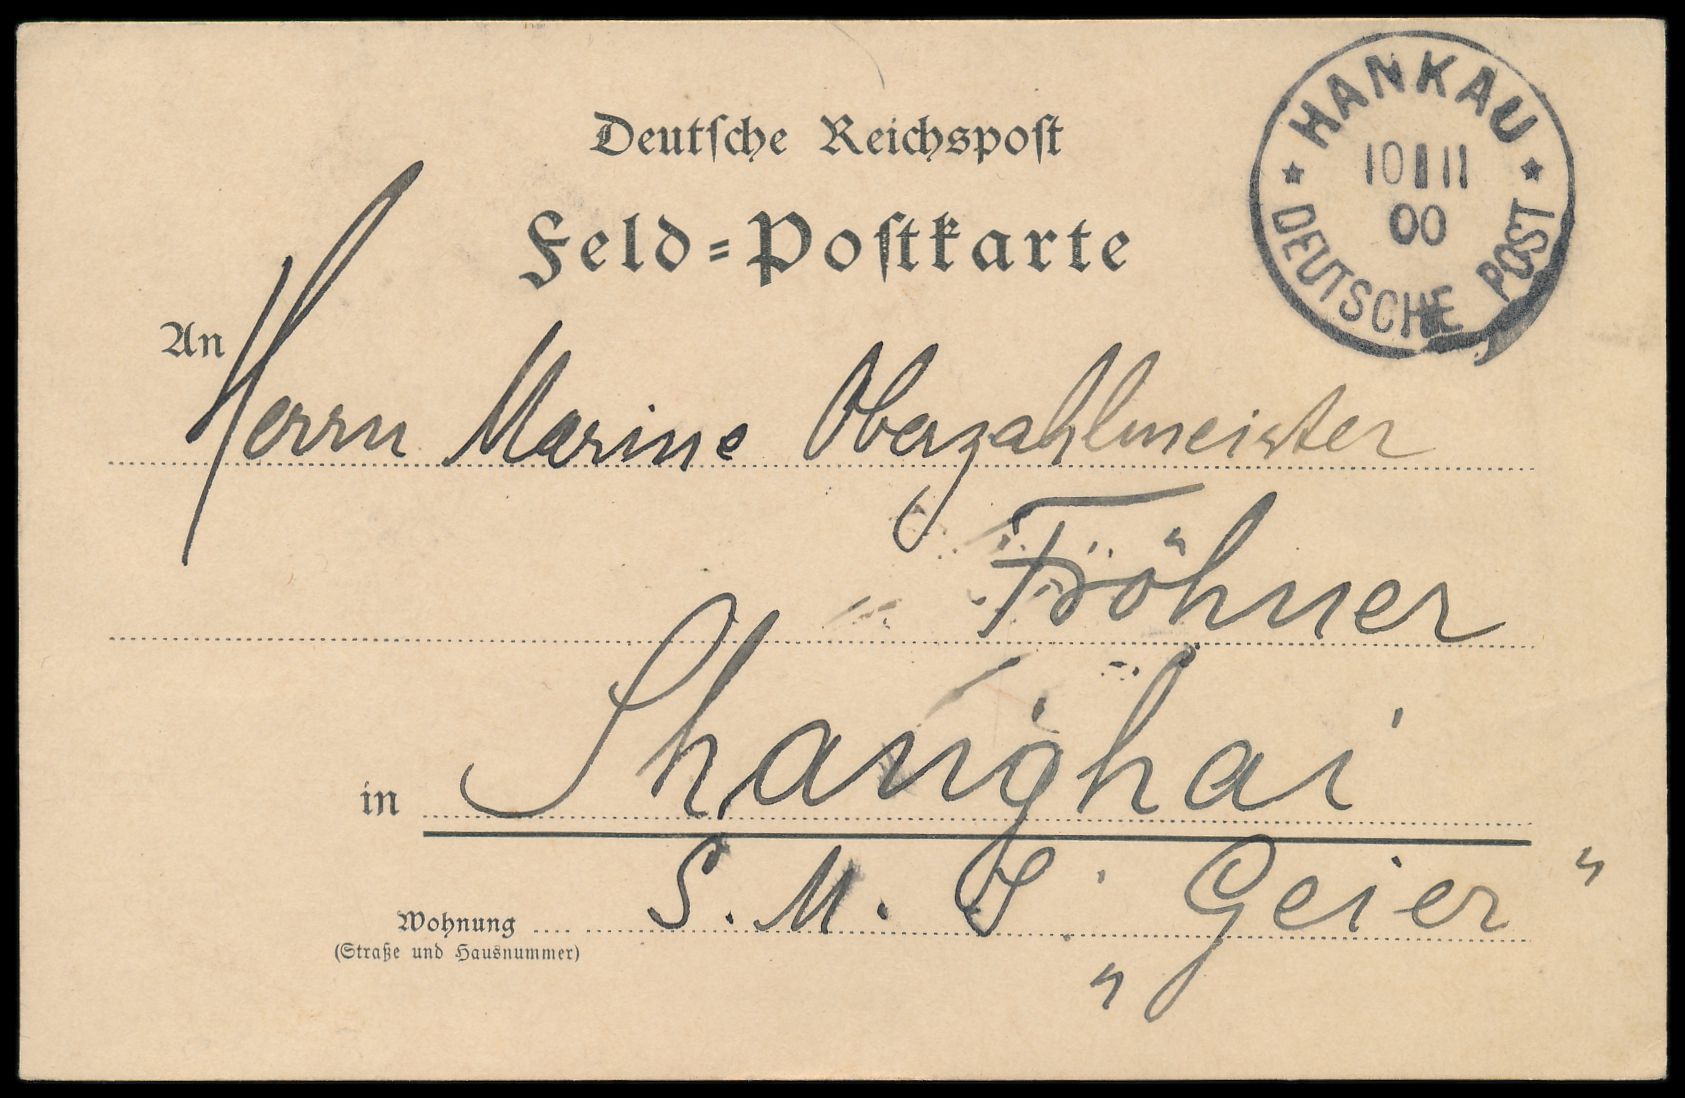 Deutsche Reichspost
Feld=Postkarte
HANKAU
10 11
00
DEUTSCHE POST
An Herrn Marine Oberzahlmeister
Fröhner
in Shanghai
Wohnung S. M. S. „Geier"
(Straße und Hausnummer)